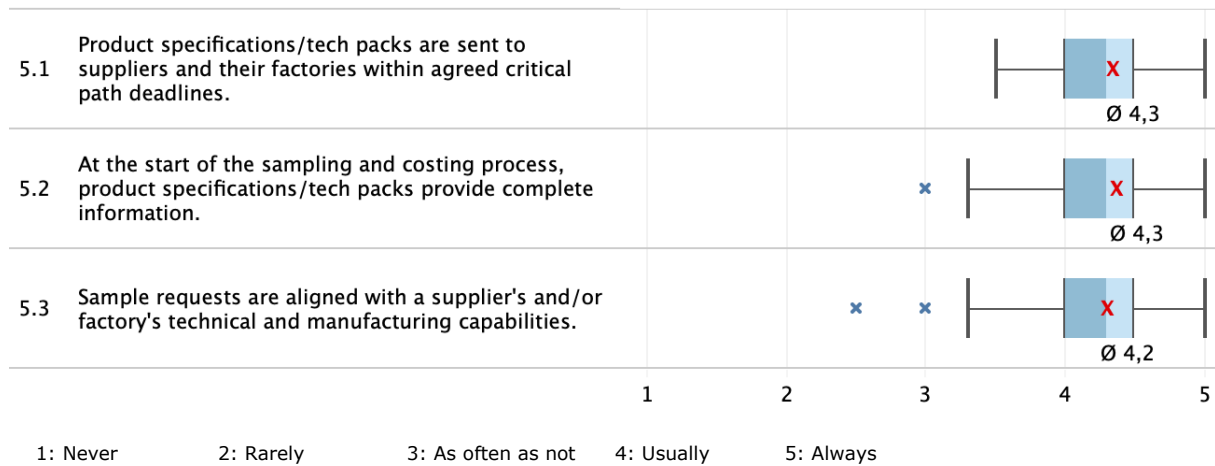 5.1 Product specifications/tech packs are sent to
suppliers and their factories within agreed critical
path deadlines.
Ø 4,3
5.2 At the start of the sampling and costing process,
product specifications/tech packs provide complete
information.
Ø 4,3
5.3 Sample requests are aligned with a supplier's and/or
factory's technical and manufacturing capabilities.
Ø 4,2
1 2 3 4 5
1: Never 2: Rarely 3: As often as not 4: Usually 5: Always